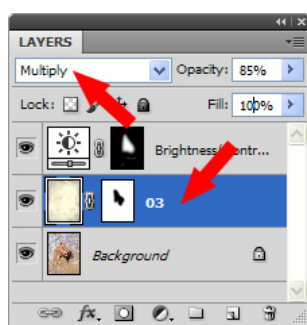 LAYERS
Multiply Opacity: 85%
Lock: Fill: 100%
Brightness/Contr...
03
Background
fx.